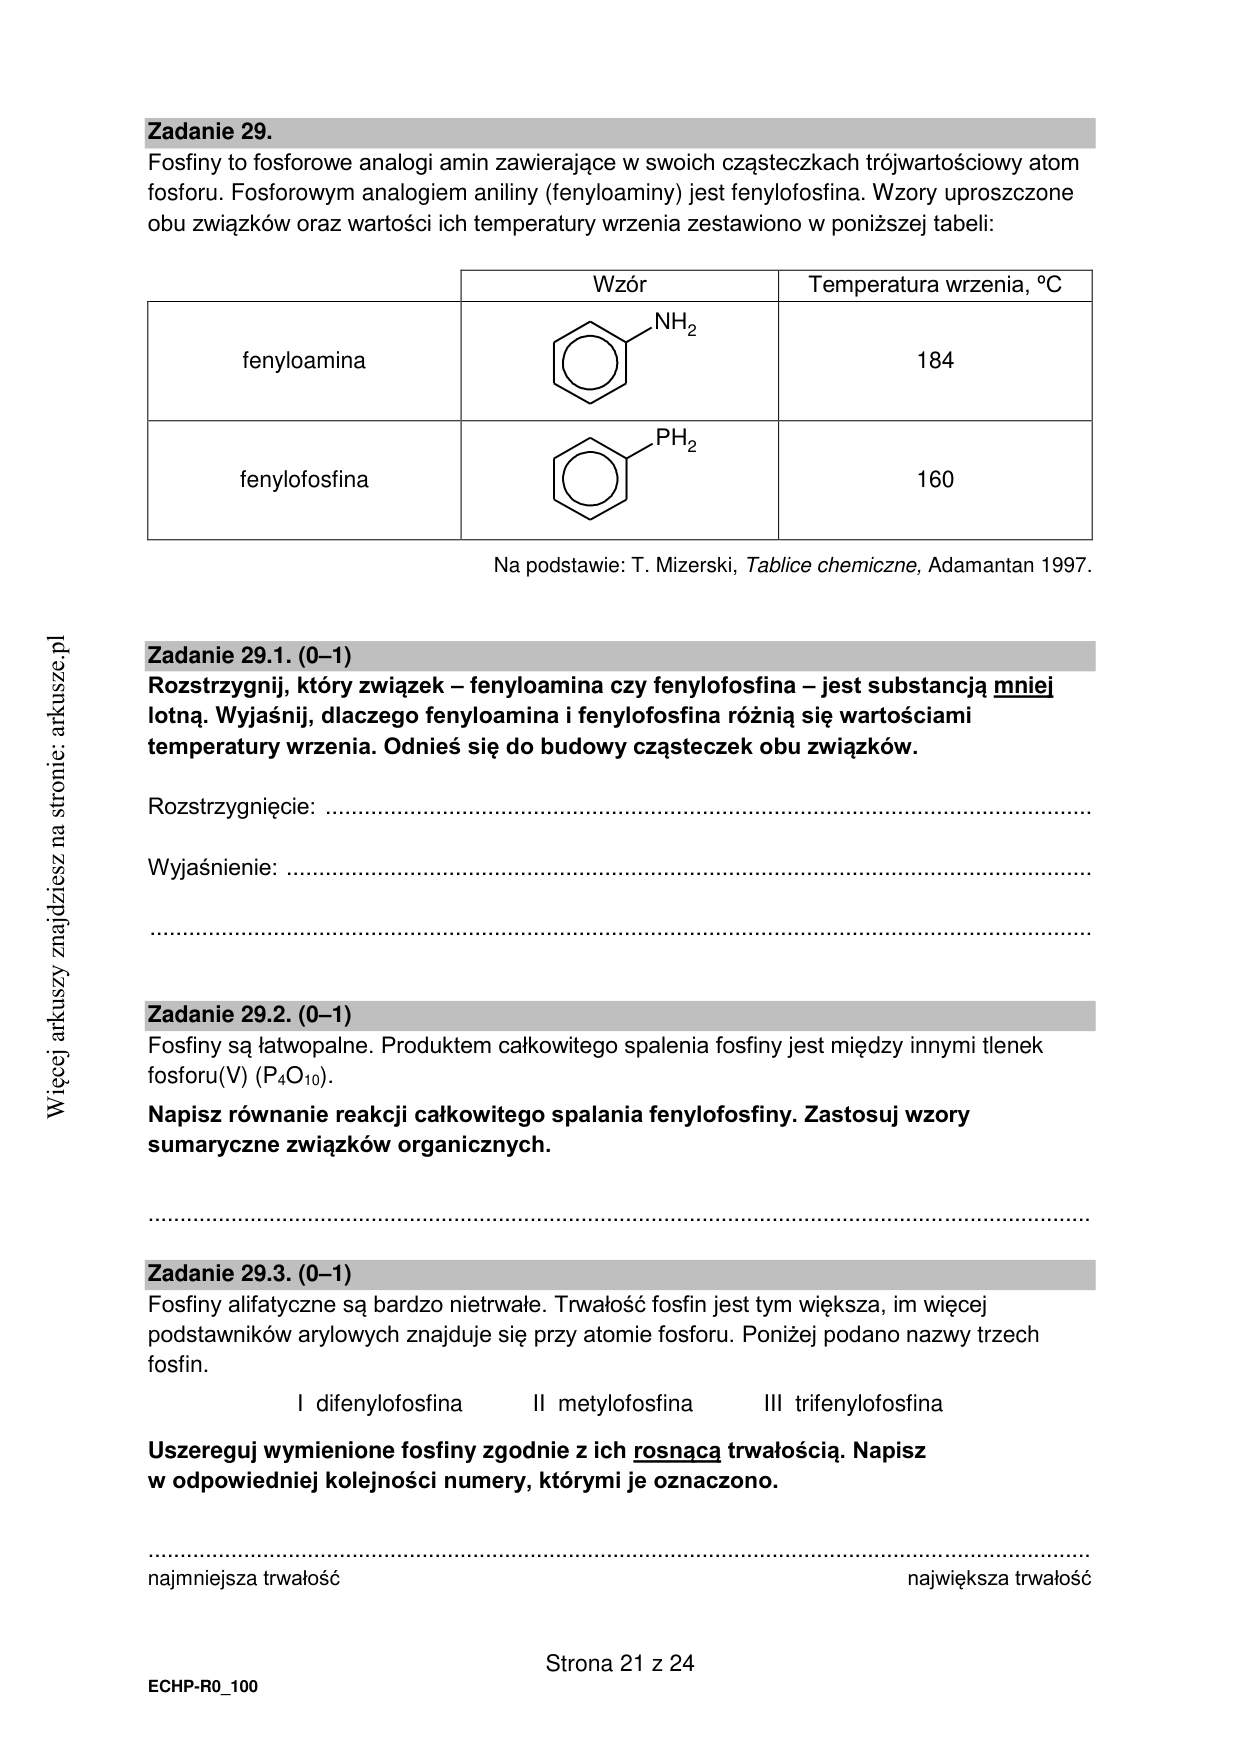 Zadanie 29.
Fosfiny to fosforowe analogi amin zawierające w swoich cząsteczkach trójwartościowy atom
fosforu. Fosforowym analogiem aniliny (fenyloaminy) jest fenylofosfina. Wzory uproszczone
obu związków oraz wartości ich temperatury wrzenia zestawiono w poniższej tabeli:
Wzór Temperatura wrzenia, ºC
fenyloamina NH2 184
fenylofosfina PH2 160
Na podstawie: T. Mizerski, Tablice chemiczne, Adamantan 1997.
Zadanie 29.1. (0–1)
Rozstrzygnij, który związek – fenyloamina czy fenylofosfina – jest substancją mniej
lotną. Wyjaśnij, dlaczego fenyloamina i fenylofosfina różnią się wartościami
temperatury wrzenia. Odnieś się do budowy cząsteczek obu związków.
Rozstrzygnięcie: ........................................................................................................................
Wyjaśnienie: ..............................................................................................................................
....................................................................................................................................................
Zadanie 29.2. (0–1)
Fosfiny są łatwopalne. Produktem całkowitego spalenia fosfiny jest między innymi tlenek
fosforu(V) (P4O10).
Napisz równanie reakcji całkowitego spalania fenylofosfiny. Zastosuj wzory
sumaryczne związków organicznych.
....................................................................................................................................................
Zadanie 29.3. (0–1)
Fosfiny alifatyczne są bardzo nietrwałe. Trwałość fosfin jest tym większa, im więcej
podstawników arylowych znajduje się przy atomie fosforu. Poniżej podano nazwy trzech
fosfin.
I difenylofosfina II metylofosfina III trifenylofosfina
Uszereguj wymienione fosfiny zgodnie z ich rosnącą trwałością. Napisz
w odpowiedniej kolejności numery, którymi je oznaczono.
....................................................................................................................................................
najmniejsza trwałość największa trwałość
Strona 21 z 24
ECHP-R0_100
Więcej arkuszy znajdziesz na stronie: arkusze.pl